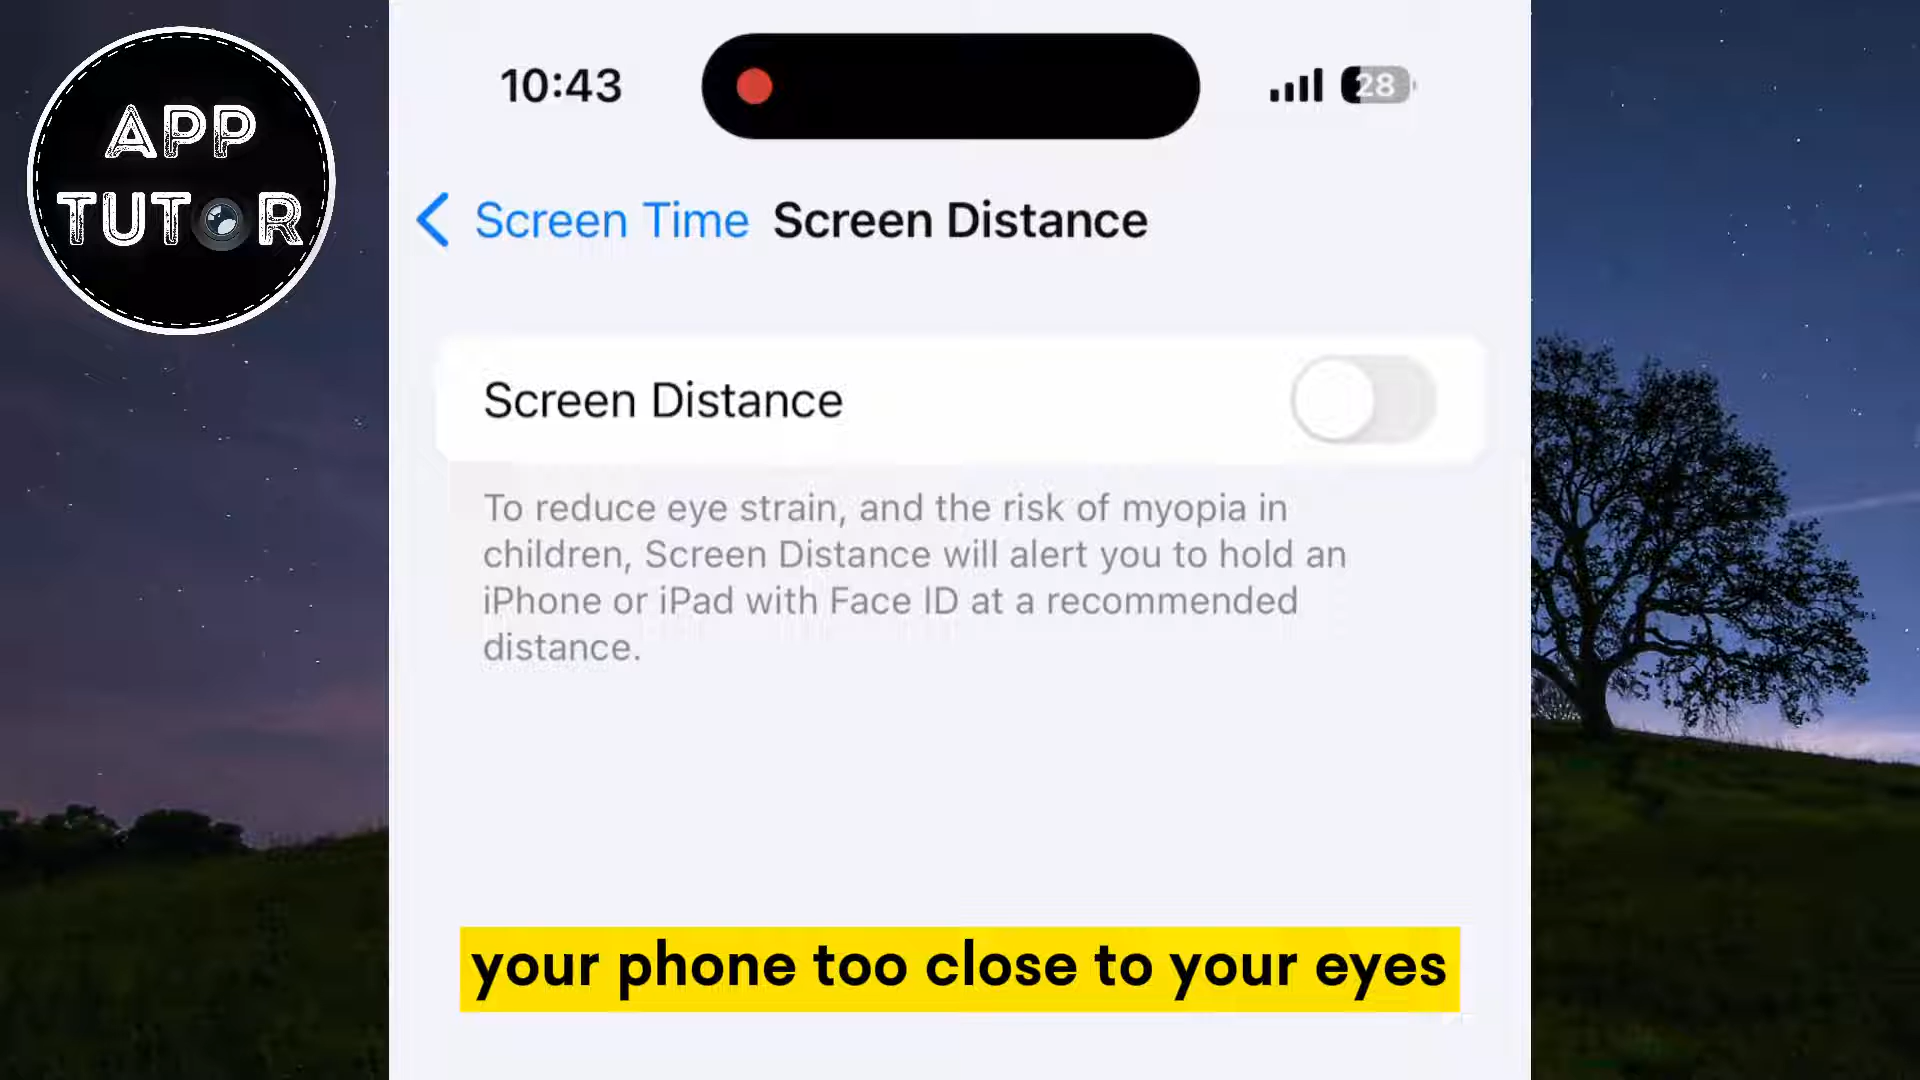 APP
TUTOR
10:43
28
Screen Time Screen Distance
Screen Distance
To reduce eye strain, and the risk of myopia in
children, Screen Distance will alert you to hold an
iPhone or iPad with Face ID at a recommended
distance.
your phone too close to your eyes